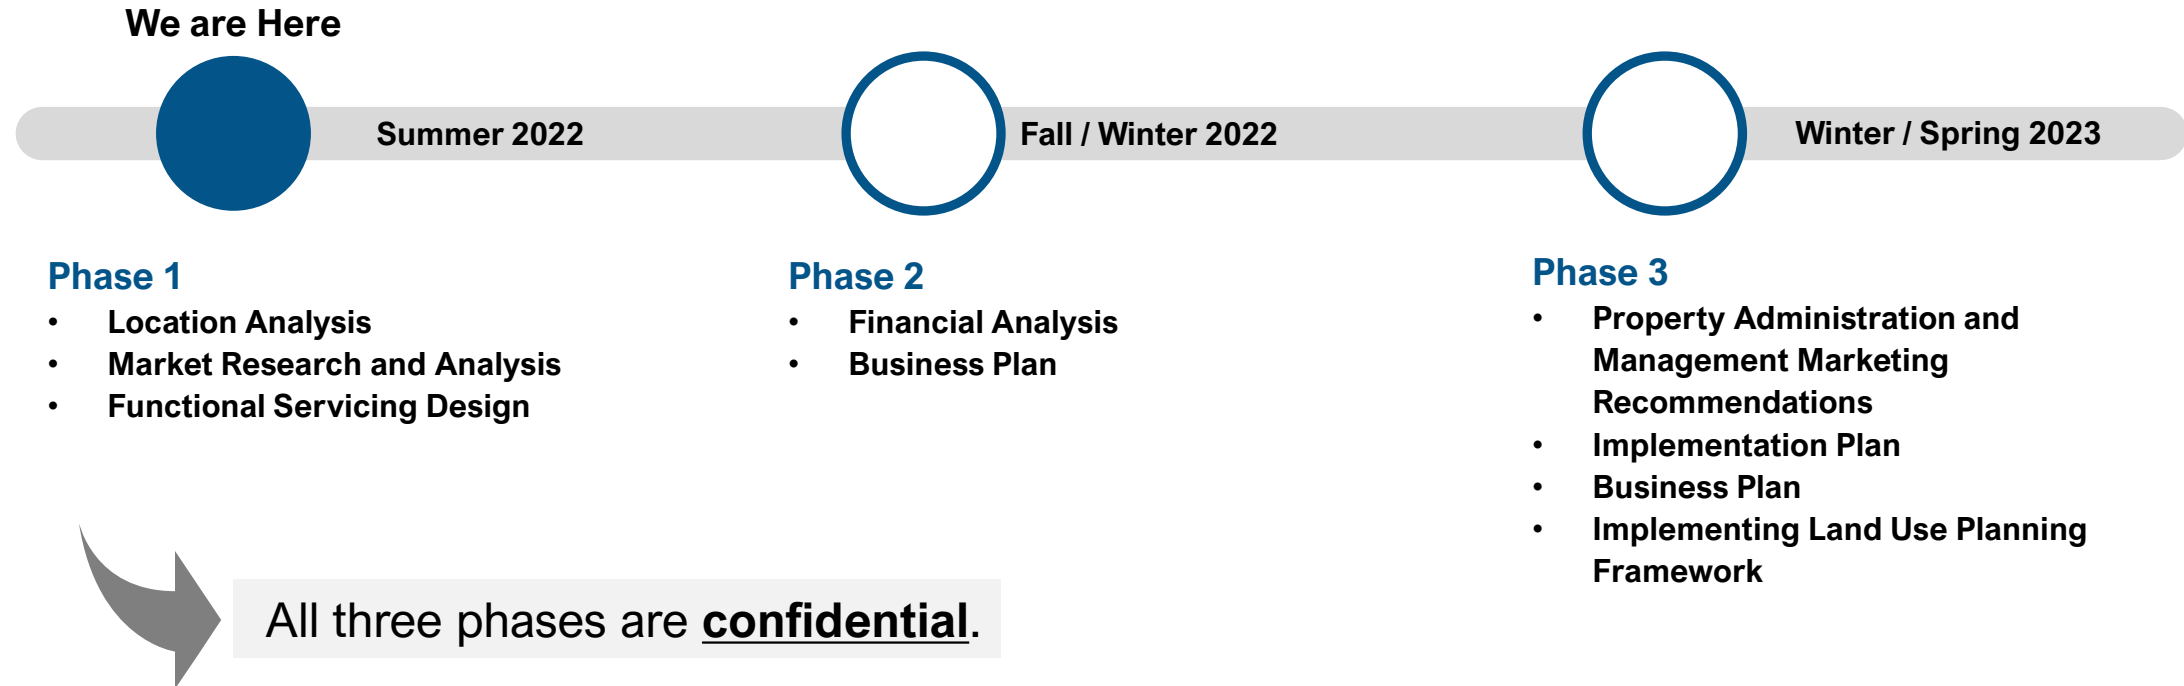 We are Here
Summer 2022
Fall / Winter 2022
Winter / Spring 2023
Phase 1
• Location Analysis
• Market Research and Analysis
• Functional Servicing Design
Phase 2
• Financial Analysis
• Business Plan
Phase 3
• Property Administration and
Management Marketing
Recommendations
• Implementation Plan
• Business Plan
• Implementing Land Use Planning
Framework
All three phases are confidential.